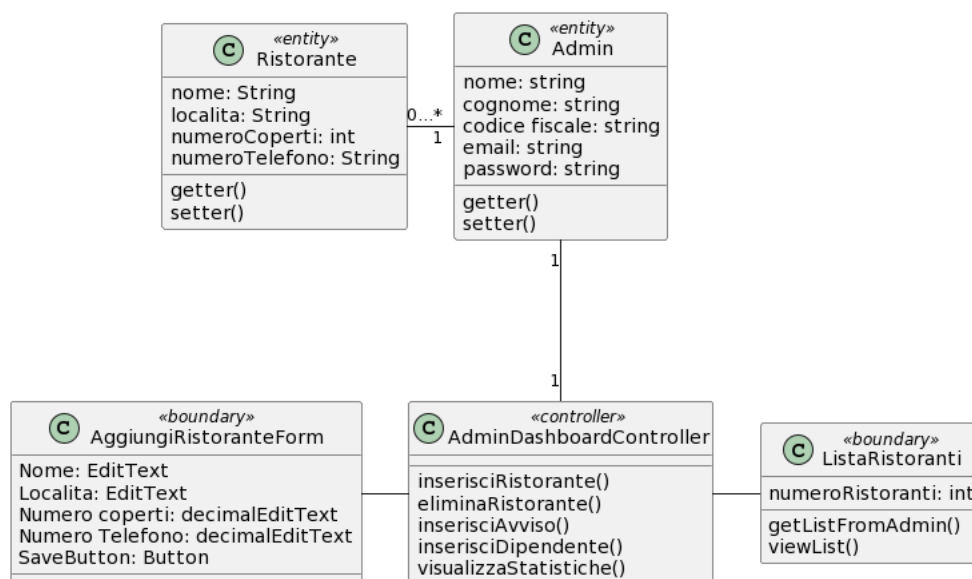 C
«entity»
Ristorante
nome: String
localita: String
numeroCoperti: int
numeroTelefono: String
getter()
setter()
0...*
1
C
«entity»
Admin
nome: string
cognome: string
codice fiscale: string
email: string
password: string
getter()
setter()
1
1
C
«boundary»
AggiungiRistoranteForm
Nome: EditText
Localita: EditText
Numero coperti: decimalEditText
Numero Telefono: decimalEditText
SaveButton: Button
C
«controller»
AdminDashboardController
inserisciRistorante()
eliminaRistorante()
inserisciAvviso()
inserisciDipendente()
visualizzaStatistiche()
C
«boundary»
ListaRistoranti
numeroRistoranti: int
getListFromAdmin()
viewList()